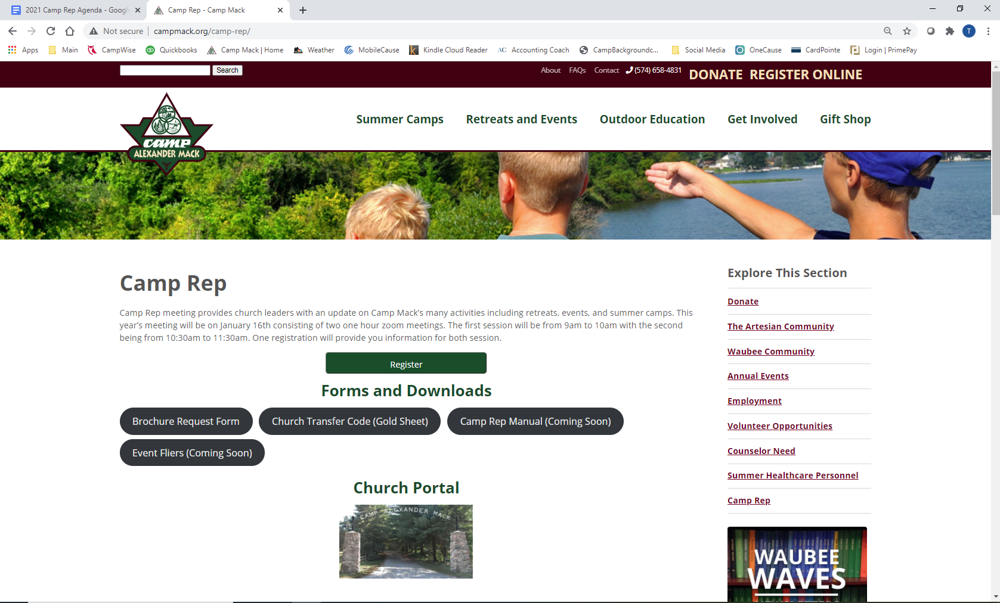 2021 Camp Rep Agenda - Googl
Camp Rep - Camp Mack
Not secure
campmack.org/camp-rep/
T
Apps
Main
CampWise
Quickbooks
Camp Mack | Home
Weather
MobileCause
Kindle Cloud Reader
AC Accounting Coach
CampBackgroundc...
Social Media
OneCause
CardPointe
Login | PrimePay
Search
About
FAQs
Contact
(574) 658-4831
DONATE
REGISTER ONLINE
camp
ALEXANDER MACK
Summer Camps
Retreats and Events
Outdoor Education
Get Involved
Gift Shop
Camp Rep
Camp Rep meeting provides church leaders with an update on Camp Mack's many activities including retreats, events, and summer camps. This
year's meeting will be on January 16th consisting of two one hour zoom meetings. The first session will be from 9am to 10am with the second
being from 10:30am to 11:30am. One registration will provide you information for both session.
Register
Forms and Downloads
Brochure Request Form
Church Transfer Code (Gold Sheet)
Camp Rep Manual (Coming Soon)
Event Fliers (Coming Soon)
Church Portal
CAMP ALEXANDER MACK
Explore This Section
Donate
The Artesian Community
Waubee Community
Annual Events
Employment
Volunteer Opportunities
Counselor Need
Summer Healthcare Personnel
Camp Rep
WAUBEE
WAVES